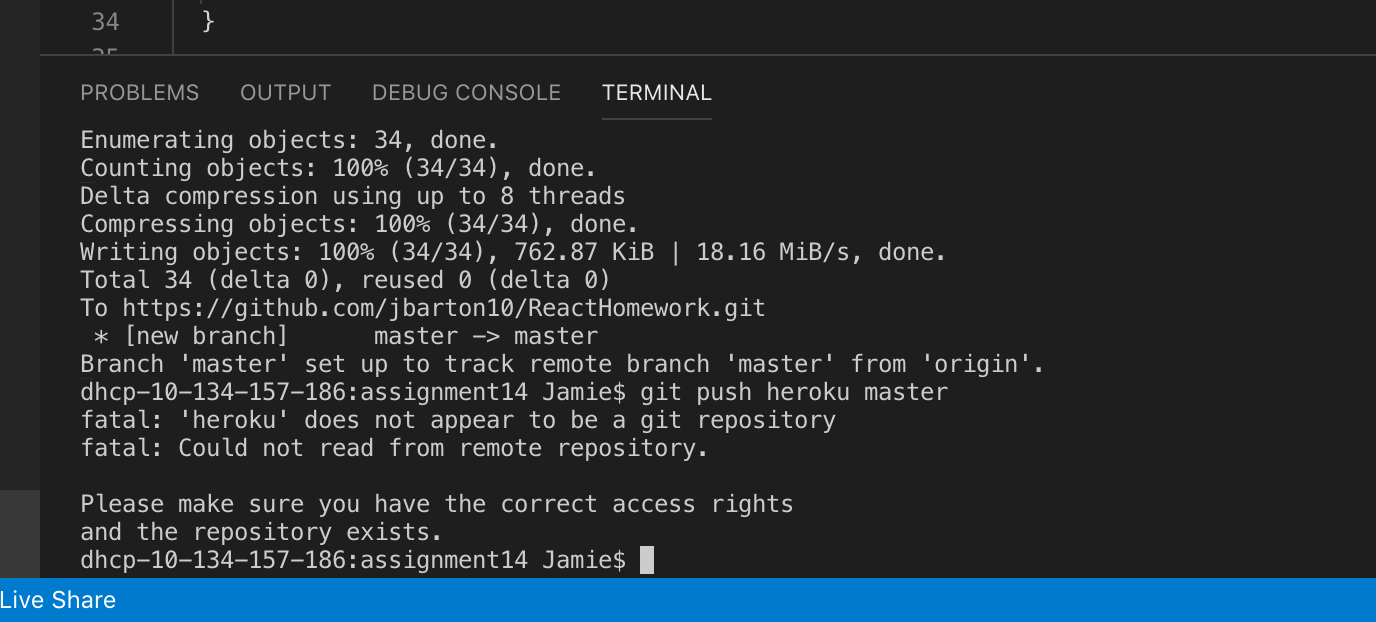 34 }
PROBLEMS OUTPUT DEBUG CONSOLE TERMINAL
Enumerating objects: 34, done.
Counting objects: 100% (34/34), done.
Delta compression using up to 8 threads
Compressing objects: 100% (34/34), done.
Writing objects: 100% (34/34), 762.87 KiB | 18.16 MiB/s, done.
Total 34 (delta 0), reused 0 (delta 0)
To https://github.com/jbarton10/ReactHomework.git
 * [new branch]      master -> master
Branch 'master' set up to track remote branch 'master' from 'origin'.
dhcp-10-134-157-186:assignment14 Jamie$ git push heroku master
fatal: 'heroku' does not appear to be a git repository
fatal: Could not read from remote repository.

Please make sure you have the correct access rights
and the repository exists.
dhcp-10-134-157-186:assignment14 Jamie$
Live Share